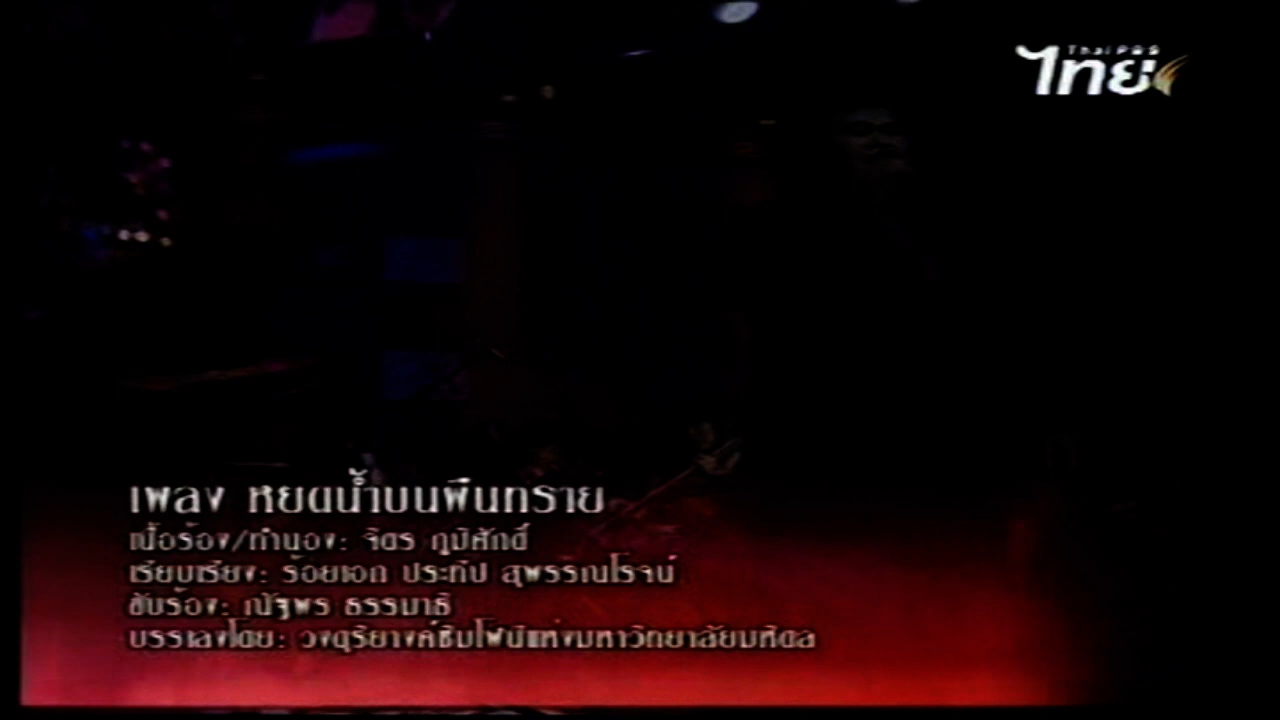 Thai PBS
ไทย
เพลง หยดน้ำบนผืนทราย
เนื้อร้อง/ทำนอง: จิตร ภูมิศักดิ์
เรียบเรียง: ร้อยเอก ประทีป สุพรรณโรจน์
ขับร้อง: ณัฐพร ธรรมาธิ
บรรเลงโดย: วงดุริยางค์ซิมโฟนีแห่งมหาวิทยาลัยมหิดล